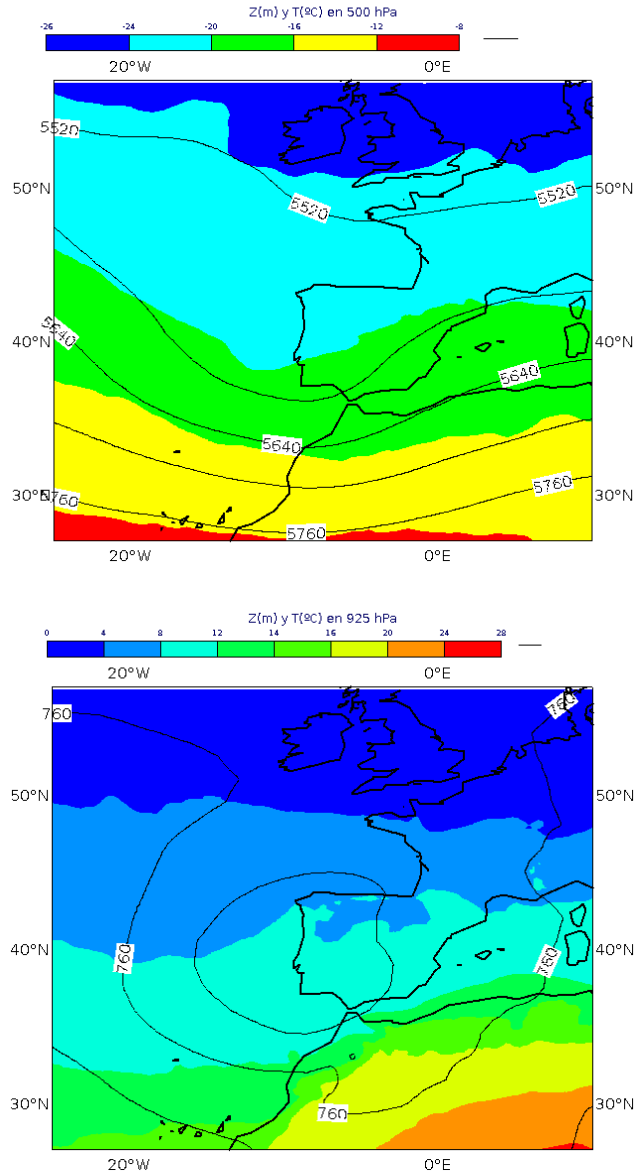 Z(m) y T(ºC) en 500 hPa
-26 -24 -20 -16 -12 -8
20°W 0°E
5520
50°N 50°N
5520 5520
5640
40°N 40°N
5640
5640
5760 5760
30°N 30°N
5760
20°W 0°E
Z(m) y T(ºC) en 925 hPa
0 4 8 12 14 16 20 24 28
20°W 0°E
760 760
50°N 50°N
40°N 760 760 40°N
30°N 760 30°N
20°W 0°E